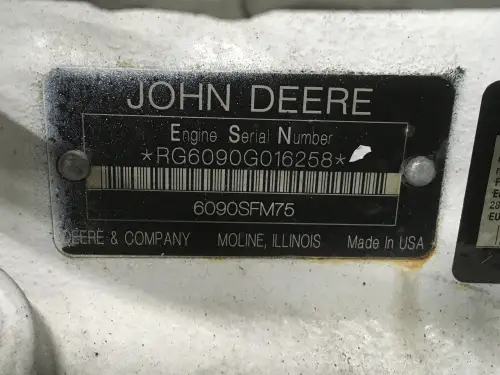 JOHN DEERE
Engine Serial Number
*RG6090G016258*
6090SFM75
DEERE & COMPANY MOLINE, ILLINOIS Made In USA